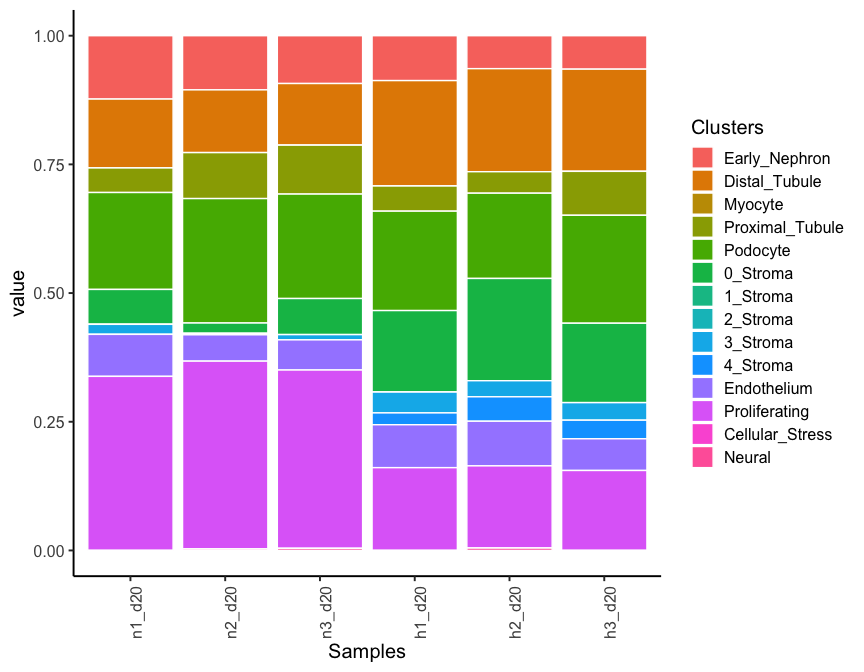 1.00
0.75
0.50
0.25
0.00
value
n1_d20
n2_d20
n3_d20
h1_d20
h2_d20
h3_d20
Samples
Clusters
Early_Nephron
Distal_Tubule
Myocyte
Proximal_Tubule
Podocyte
0_Stroma
1_Stroma
2_Stroma
3_Stroma
4_Stroma
Endothelium
Proliferating
Cellular_Stress
Neural